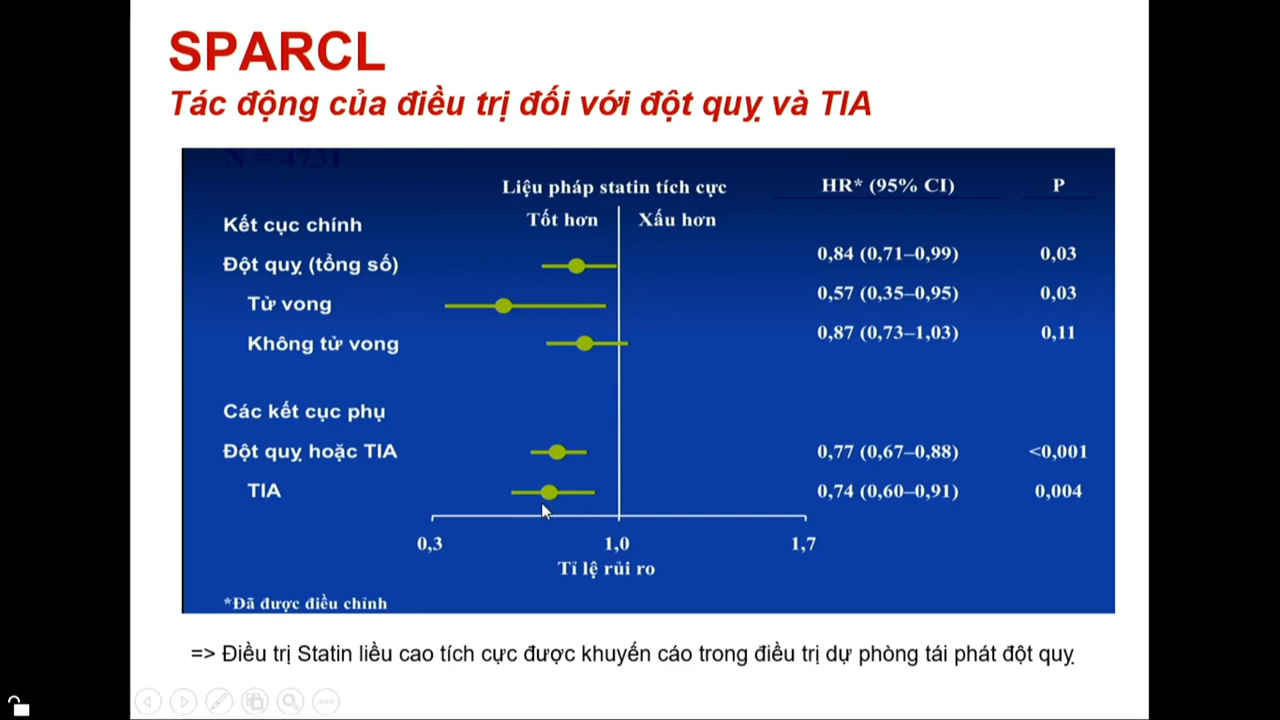 SPARCL
Tác động của điều trị đối với đột quỵ và TIA
N = 4731
Liệu pháp statin tích cực HR* (95% CI) P
Tốt hơn Xấu hơn
Kết cục chính
Đột quỵ (tổng số) 0,84 (0,71–0,99) 0,03
Tử vong 0,57 (0,35–0,95) 0,03
Không tử vong 0,87 (0,73–1,03) 0,11
Các kết cục phụ
Đột quỵ hoặc TIA 0,77 (0,67–0,88) <0,001
TIA 0,74 (0,60–0,91) 0,004
0,3 1,0 1,7
Tỉ lệ rủi ro
*Đã được điều chỉnh
=> Điều trị Statin liều cao tích cực được khuyến cáo trong điều trị dự phòng tái phát đột quỵ